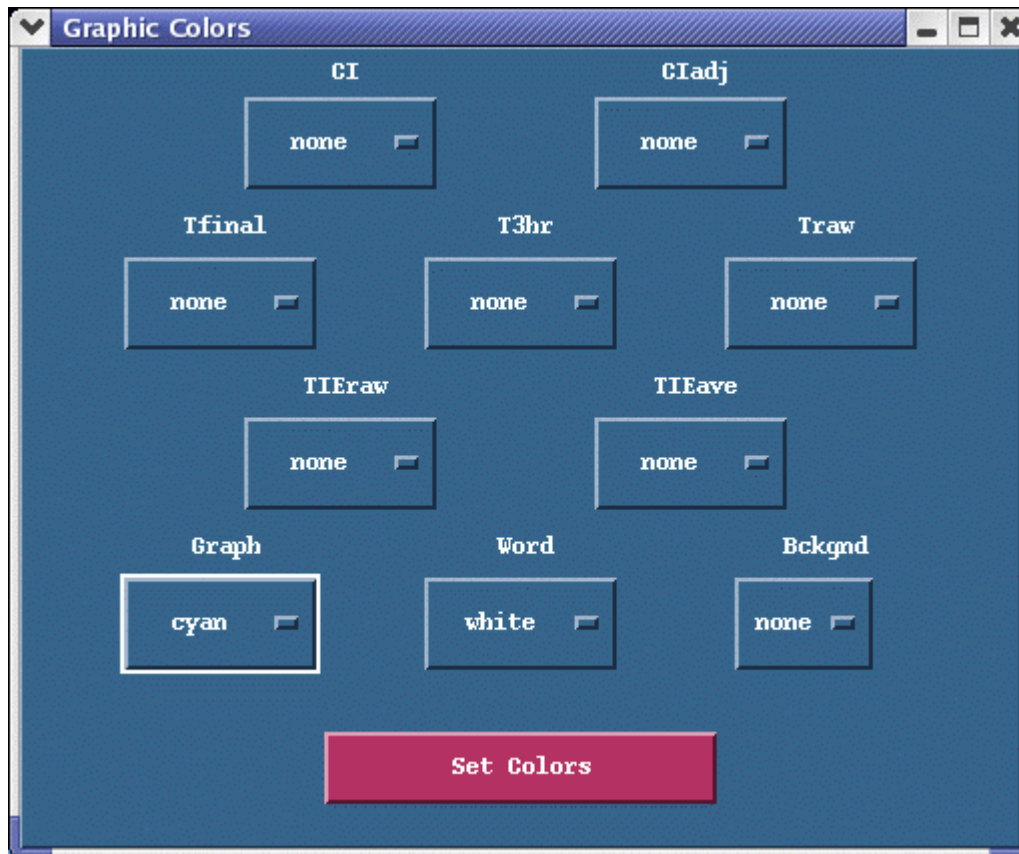 Graphic Colors
CI CIadj
none none
Tfinal T3hr Traw
none none none
TIEraw TIEave
none none
Graph Word Bckgnd
cyan white none
Set Colors